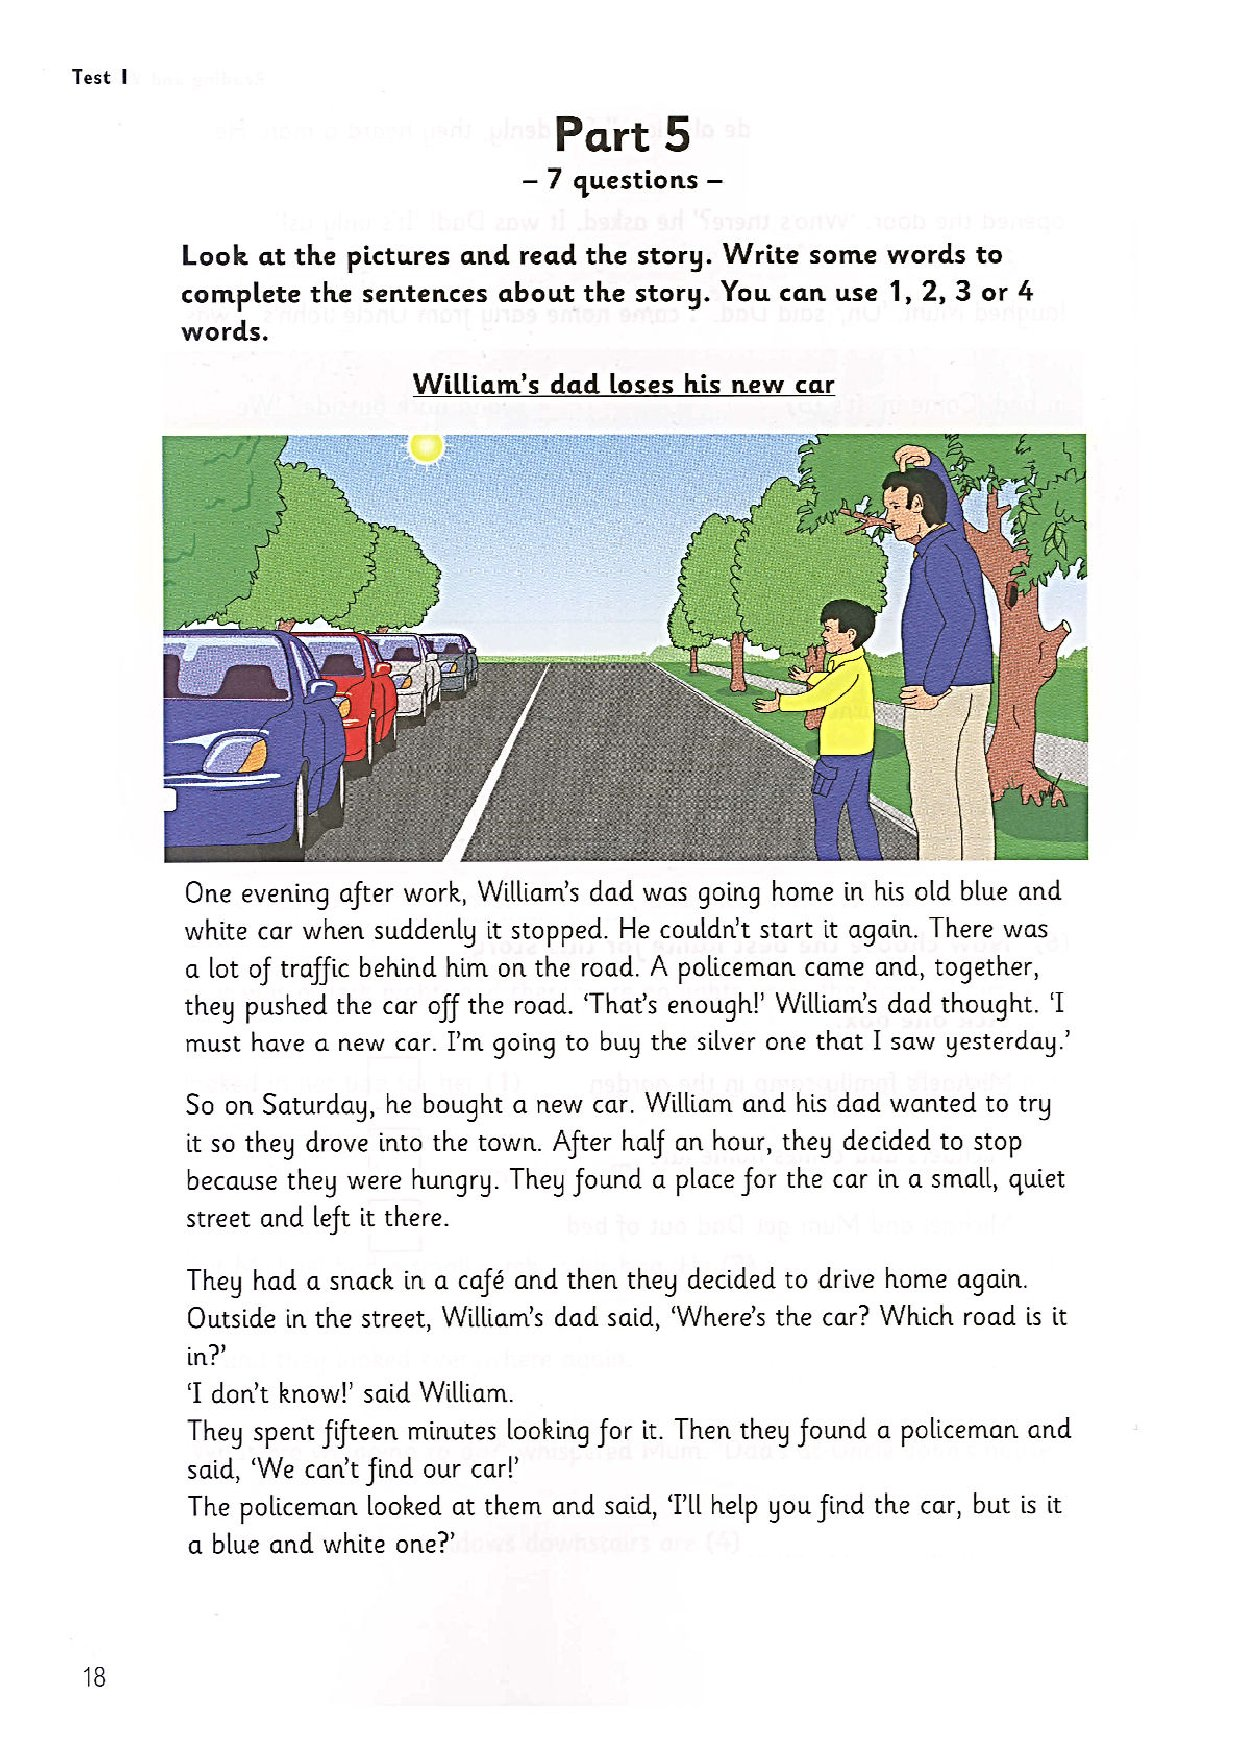 Test 1
Part 5
– 7 questions –
Look at the pictures and read the story. Write some words to
complete the sentences about the story. You can use 1, 2, 3 or 4
words.
William's dad loses his new car
One evening after work, William's dad was going home in his old blue and
white car when suddenly it stopped. He couldn't start it again. There was
a lot of traffic behind him on the road. A policeman came and, together,
they pushed the car off the road. 'That's enough!' William's dad thought. 'I
must have a new car. I'm going to buy the silver one that I saw yesterday.'
So on Saturday, he bought a new car. William and his dad wanted to try
it so they drove into the town. After half an hour, they decided to stop
because they were hungry. They found a place for the car in a small, quiet
street and left it there.
They had a snack in a café and then they decided to drive home again.
Outside in the street, William's dad said, 'Where's the car? Which road is it
in?'
'I don't know!' said William.
They spent fifteen minutes looking for it. Then they found a policeman and
said, 'We can't find our car!'
The policeman looked at them and said, 'I'll help you find the car, but is it
a blue and white one?'
18